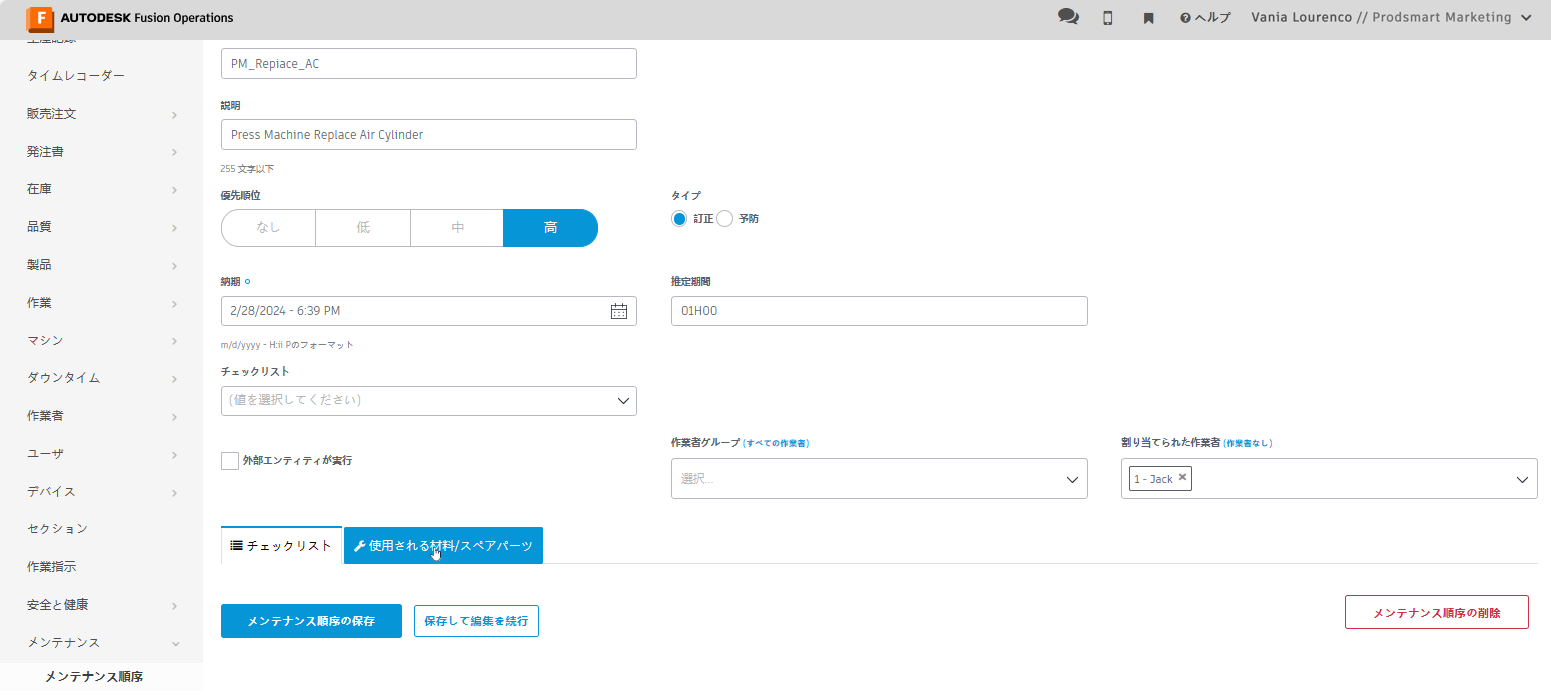 F AUTODESK Fusion Operations
ヘルプ
Vania Lourenco // Prodsmart Marketing
タイムレコーダー
販売注文
発注書
在庫
品質
製品
作業
マシン
ダウンタイム
作業者
ユーザ
デバイス
セクション
作業指示
安全と健康
メンテナンス
メンテナンス順序
PM_Repiace_AC
説明
Press Machine Replace Air Cylinder
255 文字以下
優先順位
なし 低 中 高
タイプ
訂正 予防
納期
2/28/2024 - 6:39 PM
m/d/yyyy - H:ii Pのフォーマット
推定期間
01H00
チェックリスト
(値を選択してください)
外部エンティティが実行
作業者グループ (すべての作業者)
選択...
割り当てられた作業者 (作業者なし)
1 - Jack ×
チェックリスト
使用される材料/スペアパーツ
メンテナンス順序の保存
保存して編集を続行
メンテナンス順序の削除